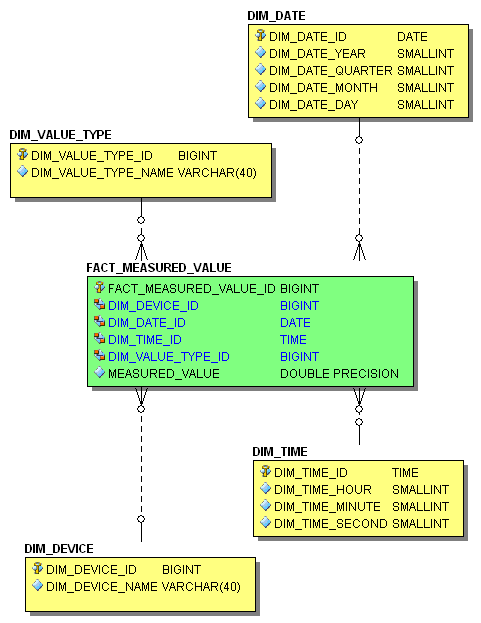 DIM_DATE
DIM_DATE_ID DATE
DIM_DATE_YEAR SMALLINT
DIM_DATE_QUARTER SMALLINT
DIM_DATE_MONTH SMALLINT
DIM_DATE_DAY SMALLINT
DIM_VALUE_TYPE
DIM_VALUE_TYPE_ID BIGINT
DIM_VALUE_TYPE_NAME VARCHAR(40)
FACT_MEASURED_VALUE
FACT_MEASURED_VALUE_ID BIGINT
DIM_DEVICE_ID BIGINT
DIM_DATE_ID DATE
DIM_TIME_ID TIME
DIM_VALUE_TYPE_ID BIGINT
MEASURED_VALUE DOUBLE PRECISION
DIM_TIME
DIM_TIME_ID TIME
DIM_TIME_HOUR SMALLINT
DIM_TIME_MINUTE SMALLINT
DIM_TIME_SECOND SMALLINT
DIM_DEVICE
DIM_DEVICE_ID BIGINT
DIM_DEVICE_NAME VARCHAR(40)